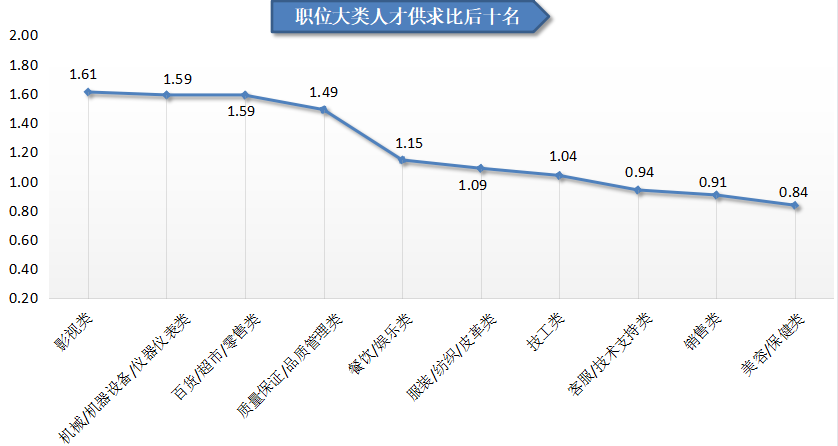 职位大类人才供求比后十名
2.00
1.80
1.60
1.40
1.20
1.00
0.80
0.60
0.40
0.20
1.61
1.59
1.59
1.49
1.15
1.09
1.04
0.94
0.91
0.84
影视类
机械/机器设备/仪器仪表类
百货/超市/零售类
质量保证/品质管理类
餐饮/娱乐类
服装/纺织/皮革类
技工类
客服/技术支持类
销售类
美容/保健类